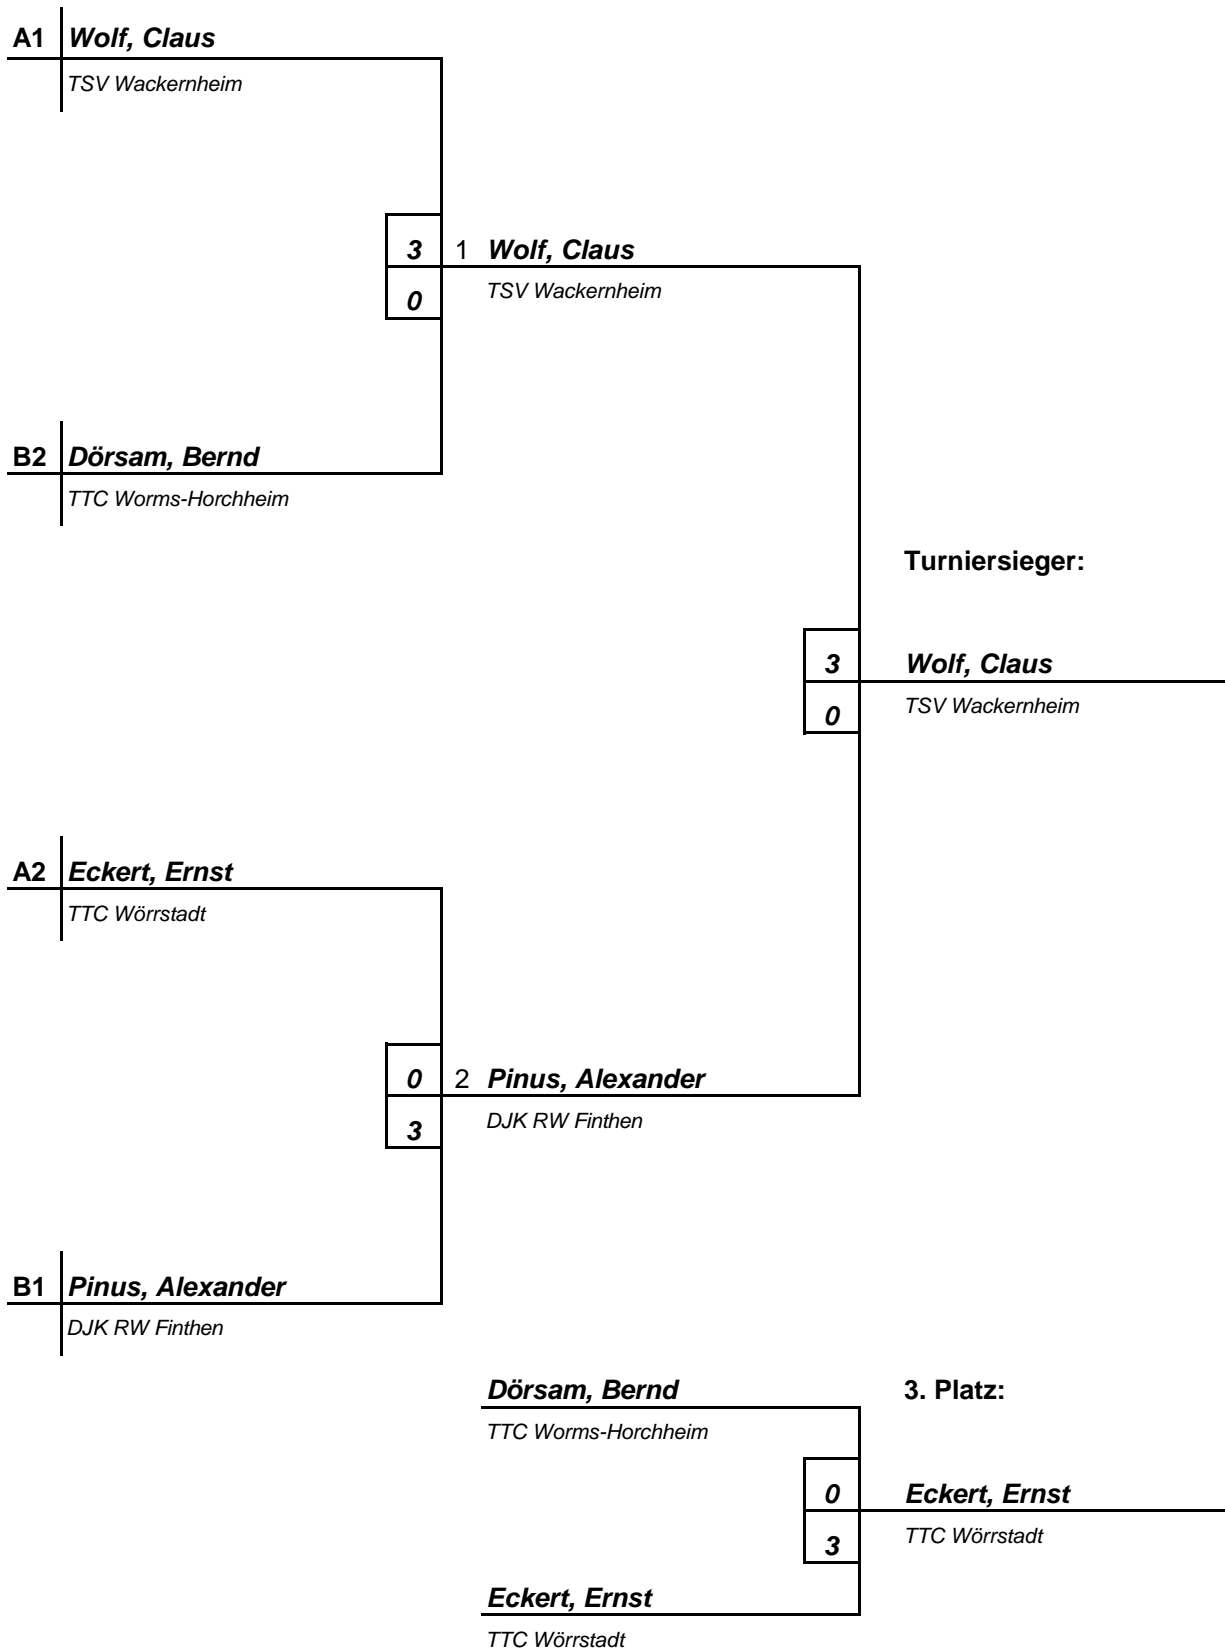 A1 Wolf, Claus
TSV Wackernheim
3 1 Wolf, Claus
TSV Wackernheim
0
B2 Dörsam, Bernd
TTC Worms-Horchheim
Turniersieger:
3 Wolf, Claus
0 TSV Wackernheim
A2 Eckert, Ernst
TTC Wörrstadt
0 2 Pinus, Alexander
3 DJK RW Finthen
B1 Pinus, Alexander
DJK RW Finthen
Dörsam, Bernd 3. Platz:
TTC Worms-Horchheim
0 Eckert, Ernst
3 TTC Wörrstadt
Eckert, Ernst
TTC Wörrstadt